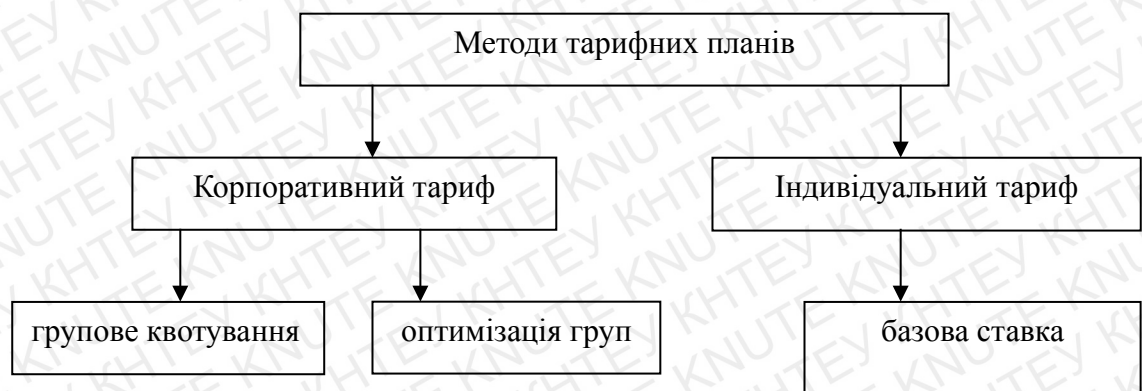 Методи тарифних планів
Корпоративний тариф
Індивідуальний тариф
групове квотування
оптимізація груп
базова ставка